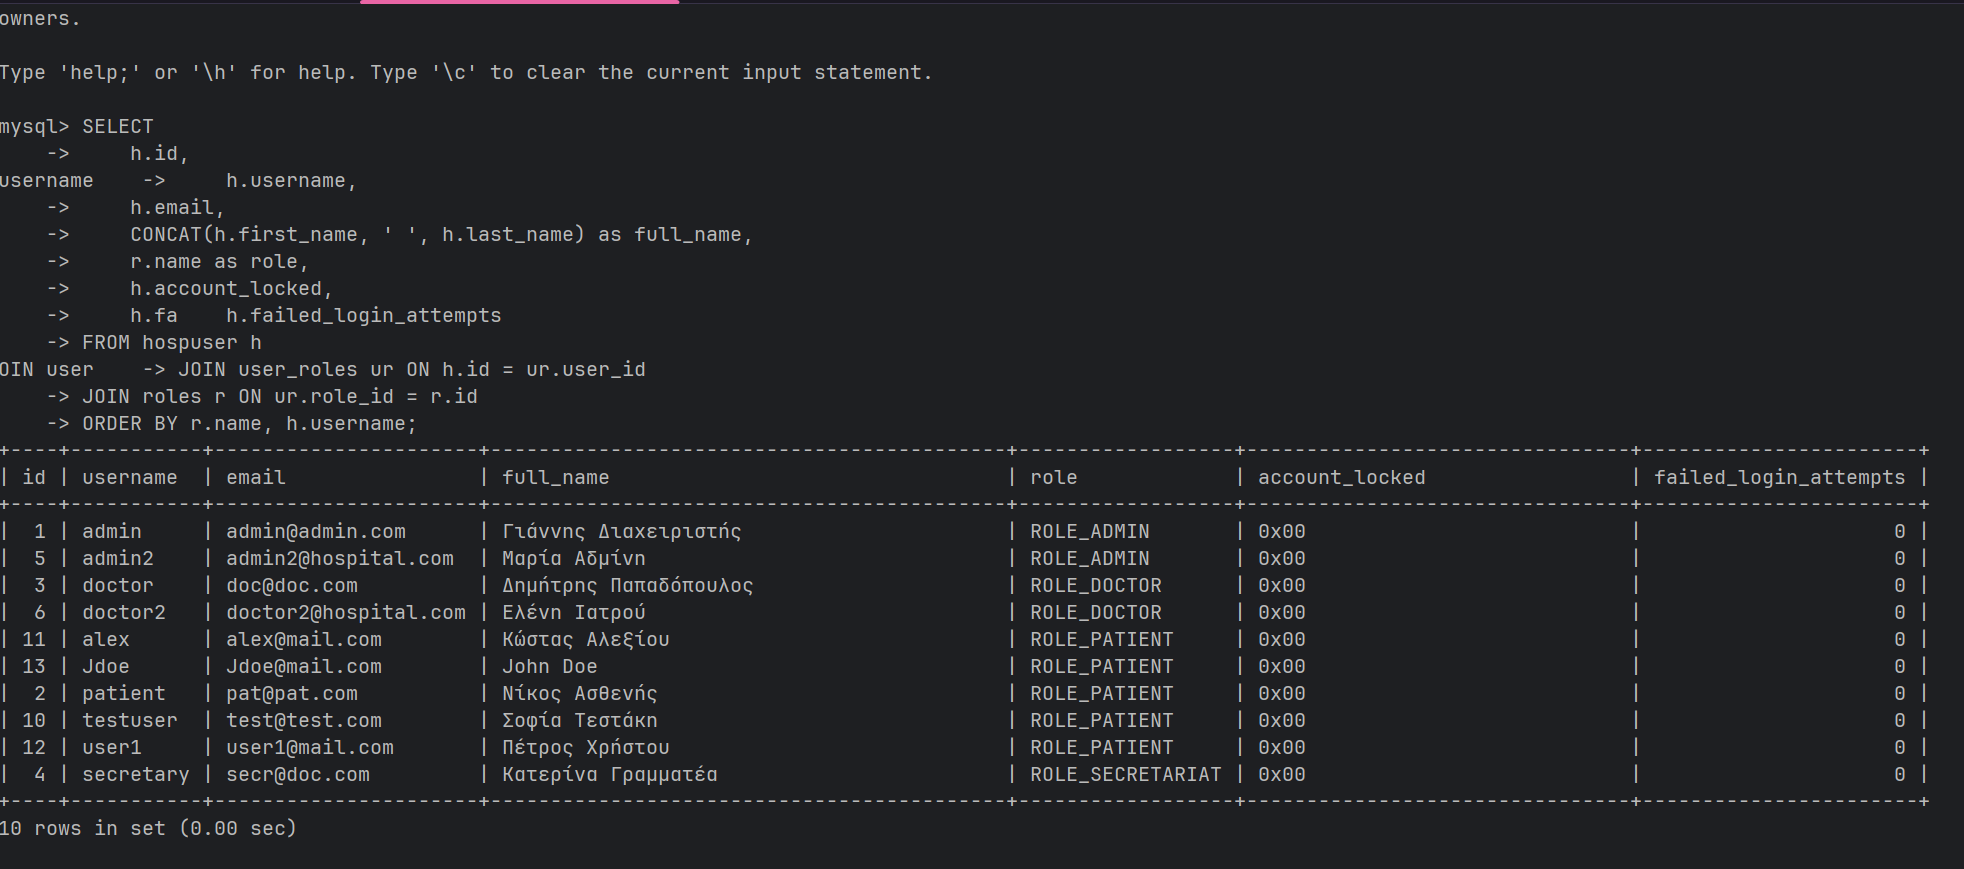 owners.
Type 'help;' or '\h' for help. Type '\c' to clear the current input statement.
mysql> SELECT
    ->     h.id,
username    ->     h.username,
    ->     h.email,
    ->     CONCAT(h.first_name, ' ', h.last_name) as full_name,
    ->     r.name as role,
    ->     h.account_locked,
    ->     h.fa    h.failed_login_attempts
    -> FROM hospuser h
OIN user    -> JOIN user_roles ur ON h.id = ur.user_id
    -> JOIN roles r ON ur.role_id = r.id
    -> ORDER BY r.name, h.username;
+----+-----------+----------------------+-------------------------------------------+------------------+--------------------------------+-----------------------+
| id | username  | email                | full_name                                 | role             | account_locked                 | failed_login_attempts |
+----+-----------+----------------------+-------------------------------------------+------------------+--------------------------------+-----------------------+
|  1 | admin     | admin@admin.com      | Γιάννης Διαχειριστής                      | ROLE_ADMIN       | 0x00                           |                     0 |
|  5 | admin2    | admin2@hospital.com  | Μαρία Αδμίνη                              | ROLE_ADMIN       | 0x00                           |                     0 |
|  3 | doctor    | doc@doc.com          | Δημήτρης Παπαδόπουλος                     | ROLE_DOCTOR      | 0x00                           |                     0 |
|  6 | doctor2   | doctor2@hospital.com | Ελένη Ιατρού                              | ROLE_DOCTOR      | 0x00                           |                     0 |
| 11 | alex      | alex@mail.com        | Κώστας Αλεξίου                            | ROLE_PATIENT     | 0x00                           |                     0 |
| 13 | Jdoe      | Jdoe@mail.com        | John Doe                                  | ROLE_PATIENT     | 0x00                           |                     0 |
|  2 | patient   | pat@pat.com          | Νίκος Ασθενής                             | ROLE_PATIENT     | 0x00                           |                     0 |
| 10 | testuser  | test@test.com        | Σοφία Τεστάκη                             | ROLE_PATIENT     | 0x00                           |                     0 |
| 12 | user1     | user1@mail.com       | Πέτρος Χρήστου                            | ROLE_PATIENT     | 0x00                           |                     0 |
|  4 | secretary | secr@doc.com         | Κατερίνα Γραμματέα                        | ROLE_SECRETARIAT | 0x00                           |                     0 |
+----+-----------+----------------------+-------------------------------------------+------------------+--------------------------------+-----------------------+
10 rows in set (0.00 sec)